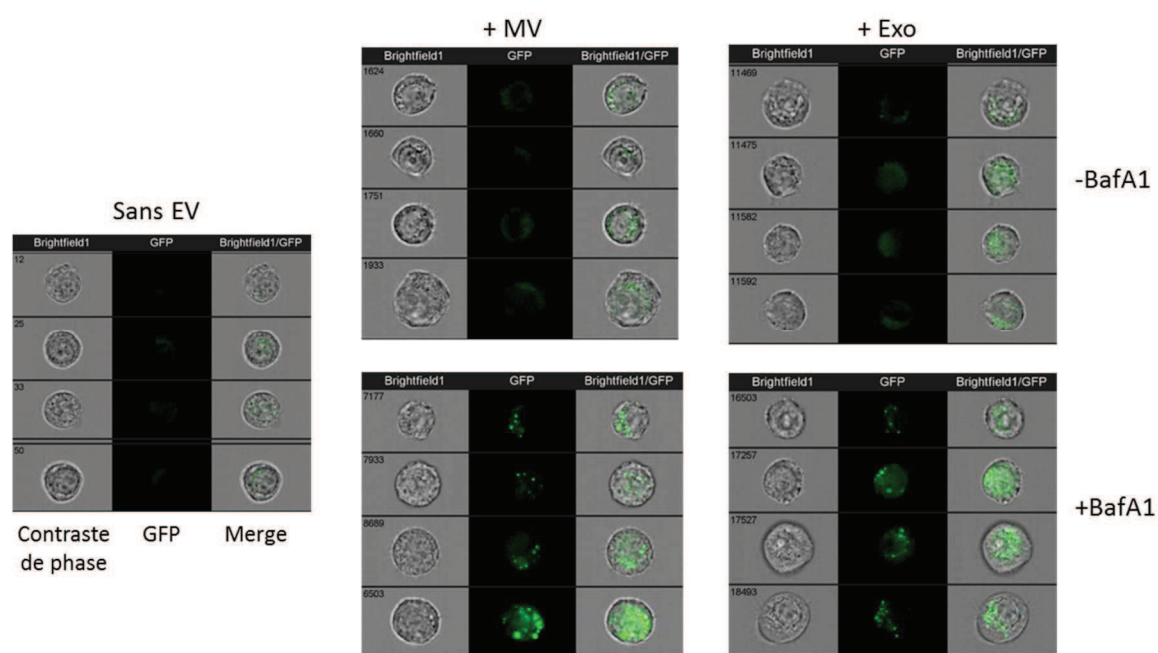 + MV
Brightfield1 GFP Brightfield1/GFP
1624
1660
1751
1933
+ Exo
Brightfield1 GFP Brightfield1/GFP
11469
11475
11582
11592
-BafA1
Sans EV
Brightfield1 GFP Brightfield1/GFP
12
25
33
50
Contraste de phase GFP Merge
Brightfield1 GFP Brightfield1/GFP
7177
7933
8689
6503
Brightfield1 GFP Brightfield1/GFP
16503
17257
17527
18493
+BafA1